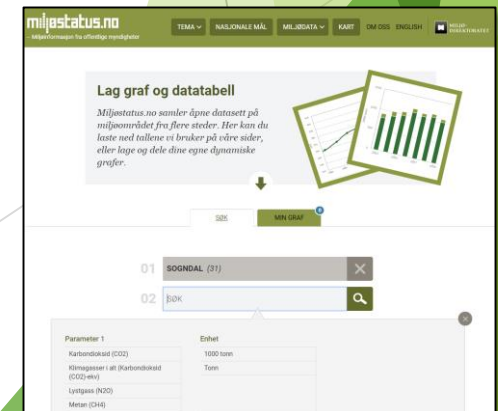 miljøstatus.no
– Miljøinformasjon fra offentlige myndigheter
TEMA
NASJONALE MÅL
MILJØDATA
KART
OM OSS
ENGLISH
MILJØ-
DIREKTORATET
Lag graf og
datatabell
Miljøstatus.no samler åpne datasett på
miljøområdet fra flere steder. Her kan du
laste ned tallene vi bruker på våre sider,
eller lage og dele dine egne dynamiske
grafer.
SØK
MIN GRAF
01 SOGNDAL (31)
02 SØK
Parameter 1
Karbondioksid (CO2)
Klimagasser i alt (Karbondioksid
(CO2)-ekv)
Lystgass (N2O)
Metan (CH4)
Enhet
1000 tonn
Tonn